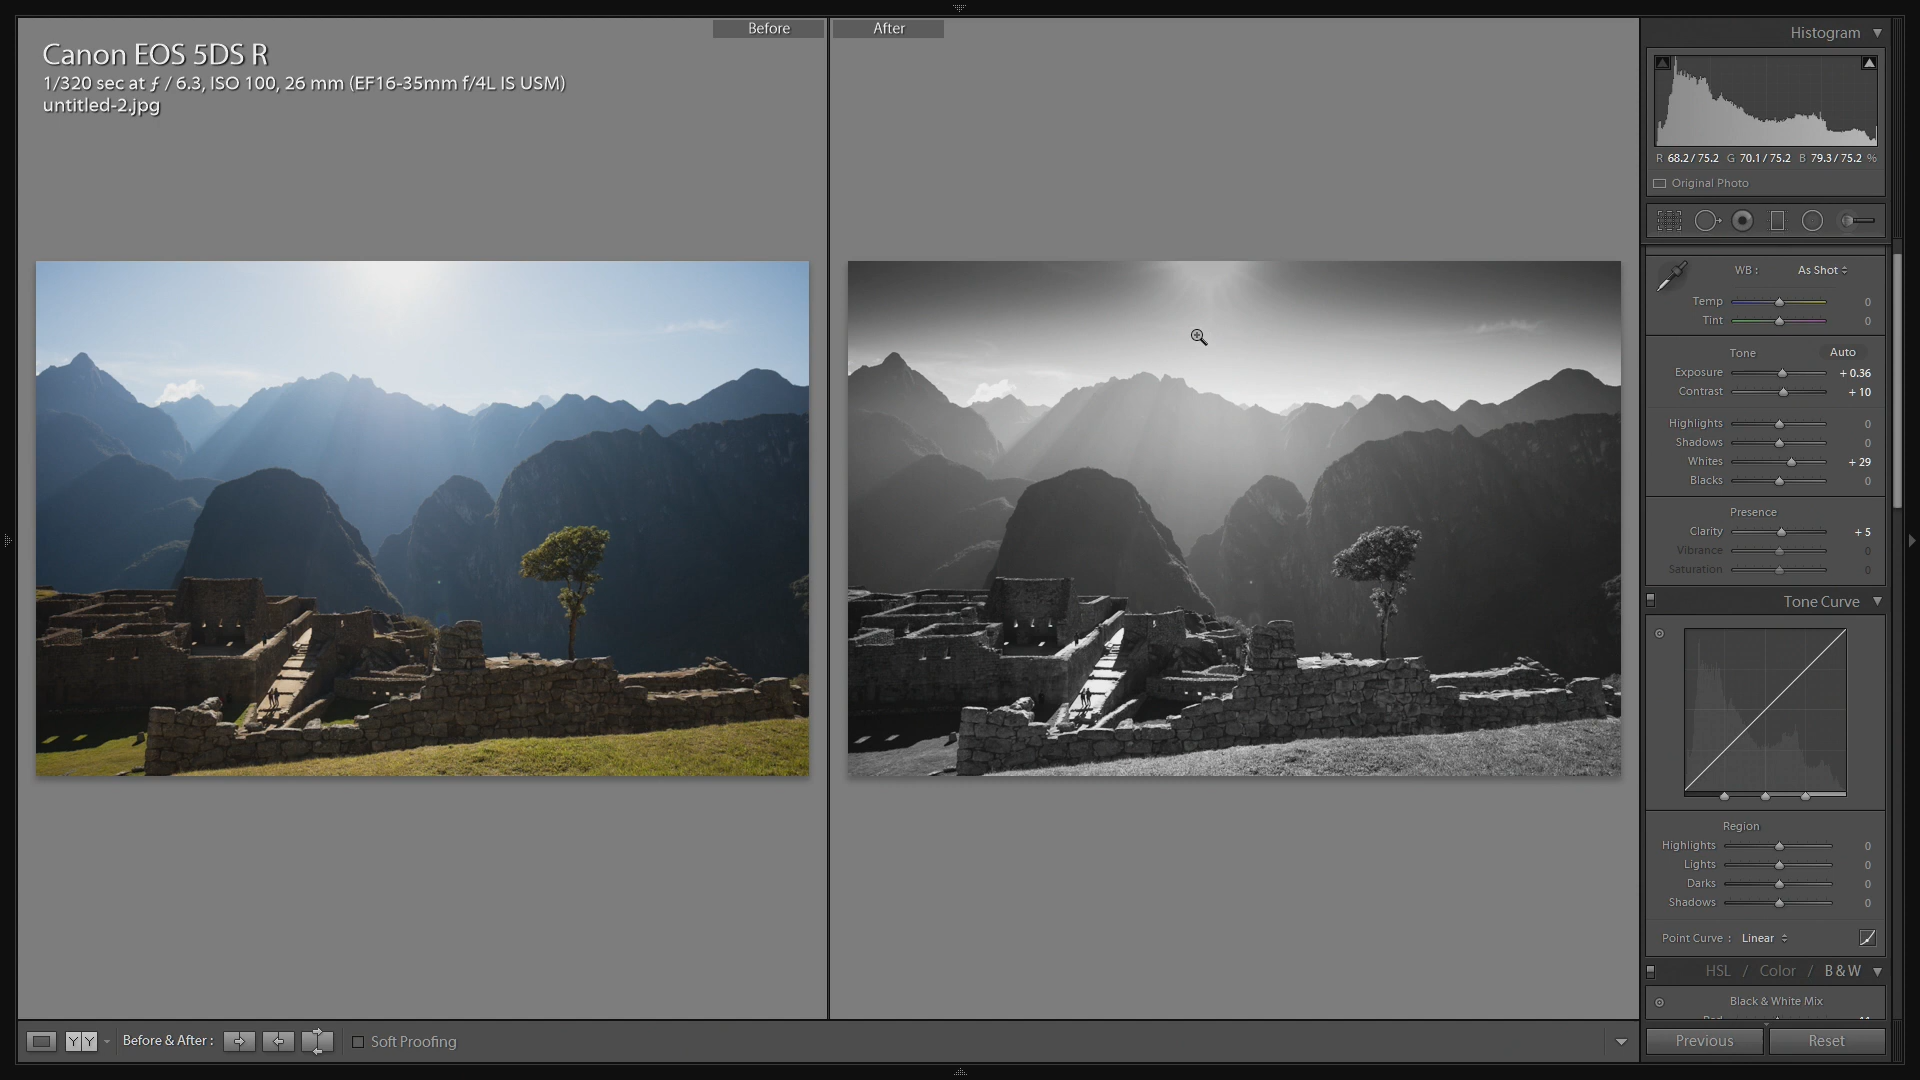 Before
After
Canon EOS 5DS R
1/320 sec at ƒ / 6.3, ISO 100, 26 mm (EF16-35mm f/4L IS USM)
untitled-2.jpg
Histogram
R 68.2 / 75.2 G 70.1 / 75.2 B 79.3 / 75.2 %
Original Photo
WB : As Shot
Temp 0
Tint 0
Tone Auto
Exposure + 0.36
Contrast + 10
Highlights 0
Shadows 0
Whites + 29
Blacks 0
Presence
Clarity + 5
Vibrance 0
Saturation 0
Tone Curve
Region
Highlights 0
Lights 0
Darks 0
Shadows 0
Point Curve : Linear
HSL / Color / B & W
Black & White Mix
Y Y
Before & After :
Soft Proofing
Previous
Reset